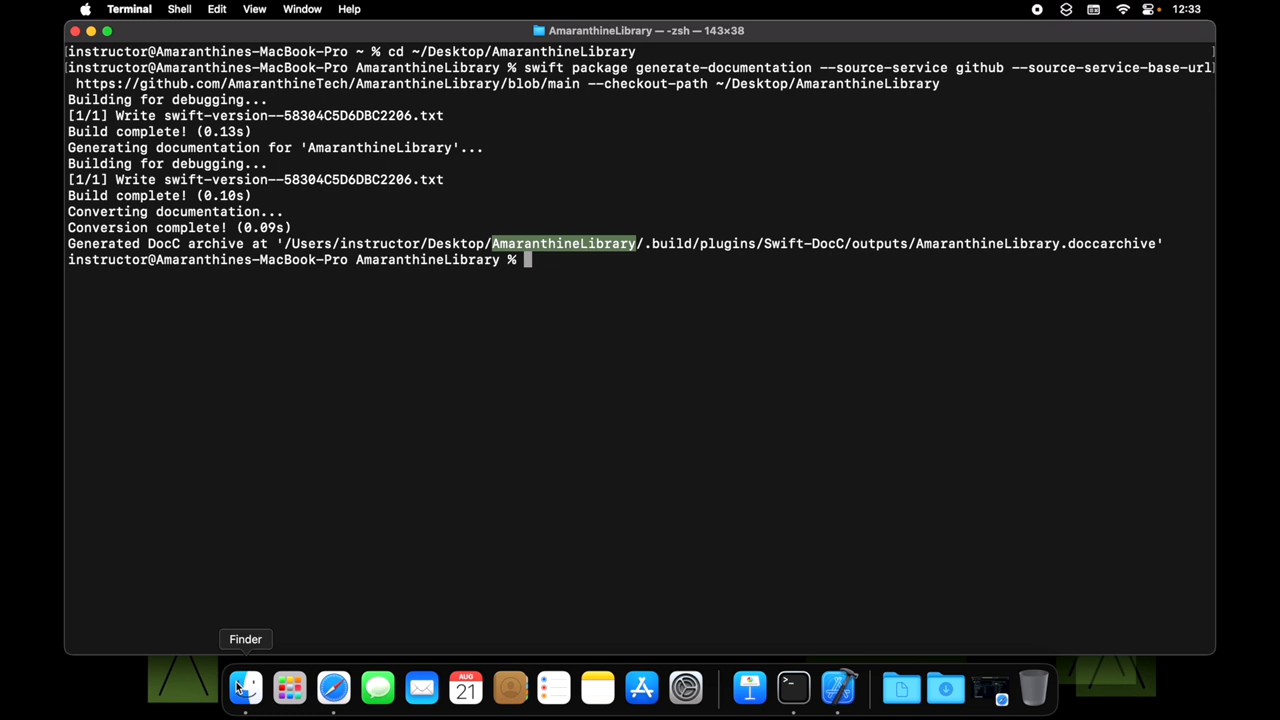 Terminal Shell Edit View Window Help 12:33
AmaranthineLibrary — -zsh — 143×38
[instructor@Amaranthines-MacBook-Pro ~ % cd ~/Desktop/AmaranthineLibrary ]
[instructor@Amaranthines-MacBook-Pro AmaranthineLibrary % swift package generate-documentation --source-service github --source-service-base-url]
https://github.com/AmaranthineTech/AmaranthineLibrary/blob/main --checkout-path ~/Desktop/AmaranthineLibrary
Building for debugging...
[1/1] Write swift-version--58304C5D6DBC2206.txt
Build complete! (0.13s)
Generating documentation for 'AmaranthineLibrary'...
Building for debugging...
[1/1] Write swift-version--58304C5D6DBC2206.txt
Build complete! (0.10s)
Converting documentation...
Conversion complete! (0.09s)
Generated DocC archive at '/Users/instructor/Desktop/AmaranthineLibrary/.build/plugins/Swift-DocC/outputs/AmaranthineLibrary.doccarchive'
instructor@Amaranthines-MacBook-Pro AmaranthineLibrary %
Finder
AUG
21